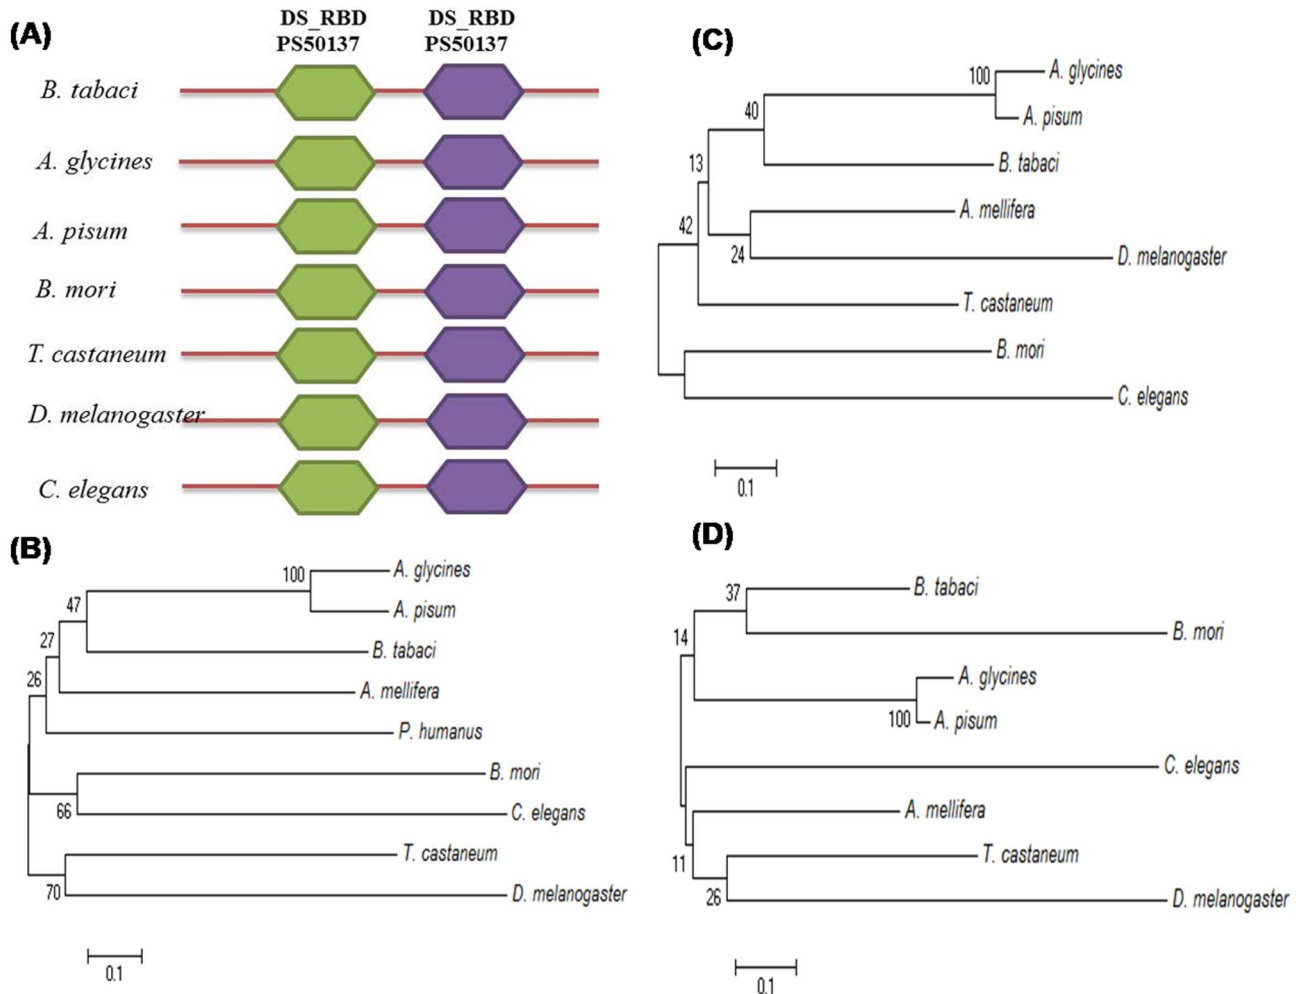 (A)
DS_RBD DS_RBD
PS50137 PS50137
B. tabaci
A. glycines
A. pisum
B. mori
T. castaneum
D. melanogaster
C. elegans
(B)
100
A. glycines
A. pisum
47
B. tabaci
27
A. mellifera
26
P. humanus
B. mori
66
C. elegans
T. castaneum
70
D. melanogaster
0.1
(C)
100
A. glycines
A. pisum
40
B. tabaci
13
A. mellifera
42
24
D. melanogaster
T. castaneum
B. mori
C. elegans
0.1
(D)
37
B. tabaci
B. mori
14
A. glycines
100
A. pisum
C. elegans
A. mellifera
11
T. castaneum
26
D. melanogaster
0.1